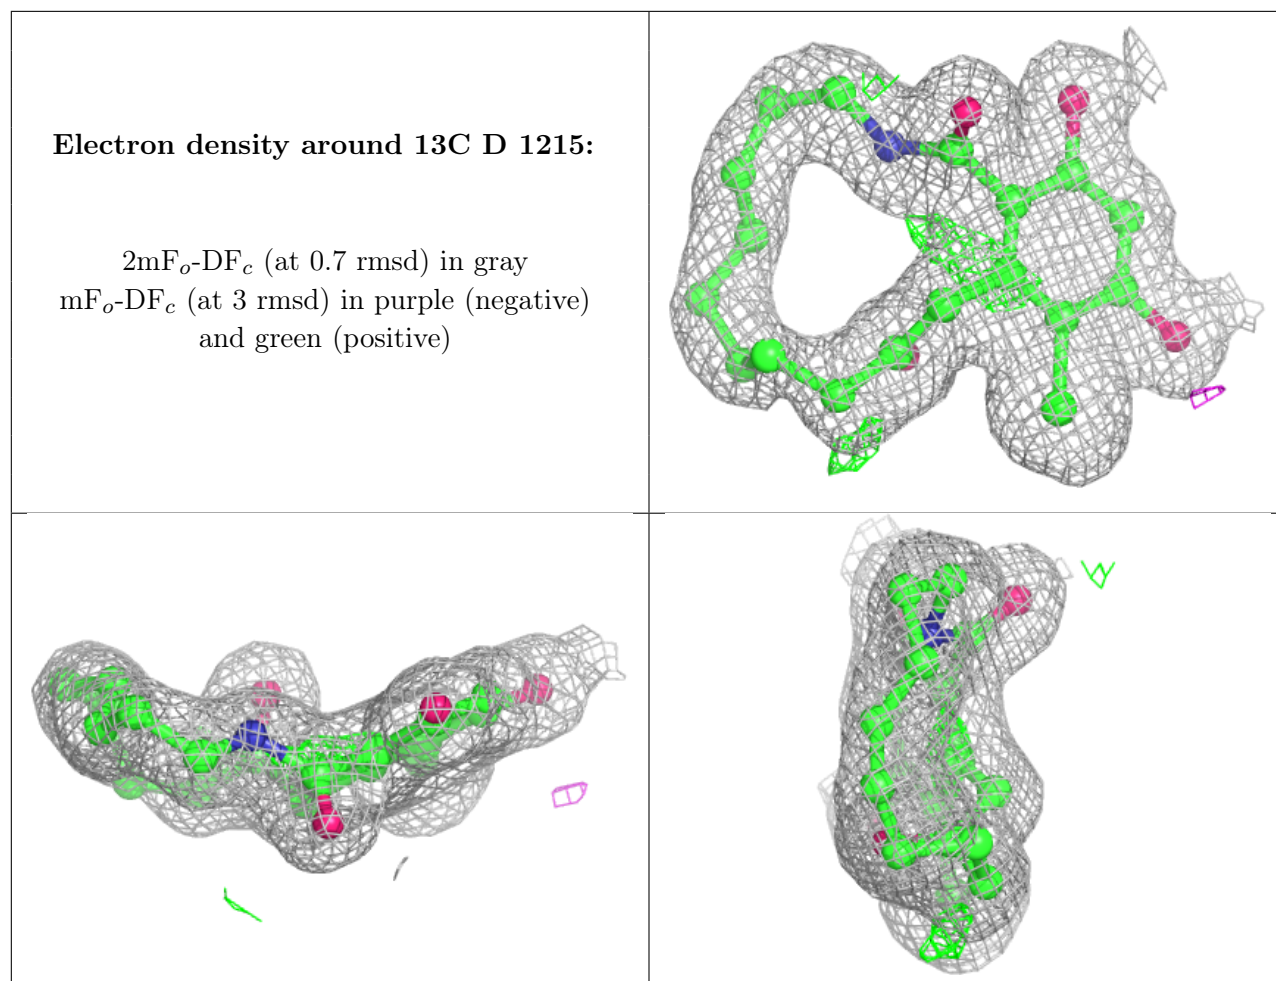 Electron density around 13C D 1215:
2mFo-DFc (at 0.7 rmsd) in gray
mFo-DFc (at 3 rmsd) in purple (negative)
and green (positive)